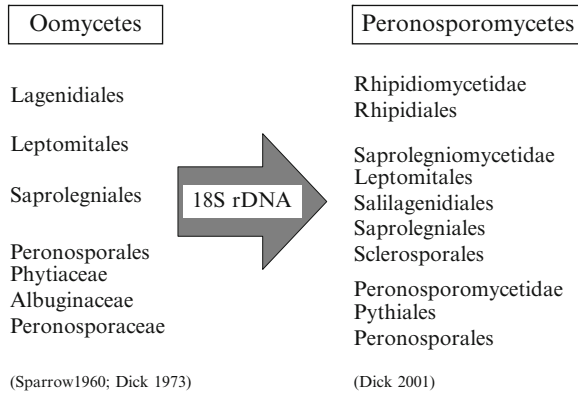 Oomycetes
Lagenidiales
Leptomitales
Saprolegniales
Peronosporales
Phytiaceae
Albuginaceae
Peronosporaceae
(Sparrow1960; Dick 1973)
18S rDNA
Peronosporomycetes
Rhipidiomycetidae
Rhipidiales
Saprolegniomycetidae
Leptomitales
Salilagenidiales
Saprolegniales
Sclerosporales
Peronosporomycetidae
Pythiales
Peronosporales
(Dick 2001)